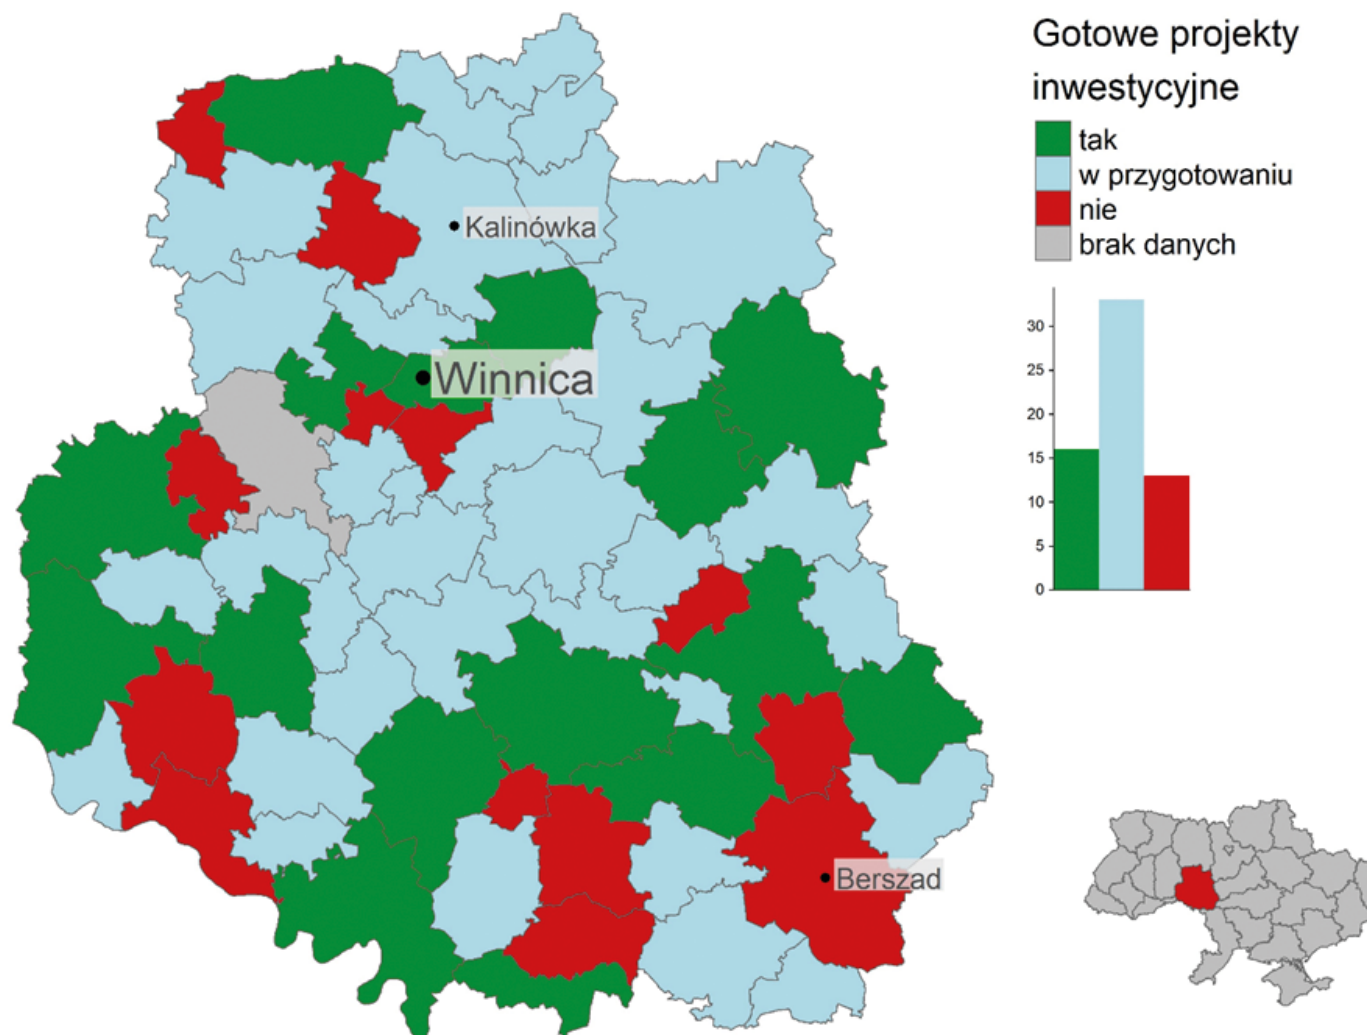 Gotowe projekty
inwestycyjne
tak
w przygotowaniu
nie
brak danych
Kalinówka
Winnica
Berszad
30
25
20
15
10
5
0